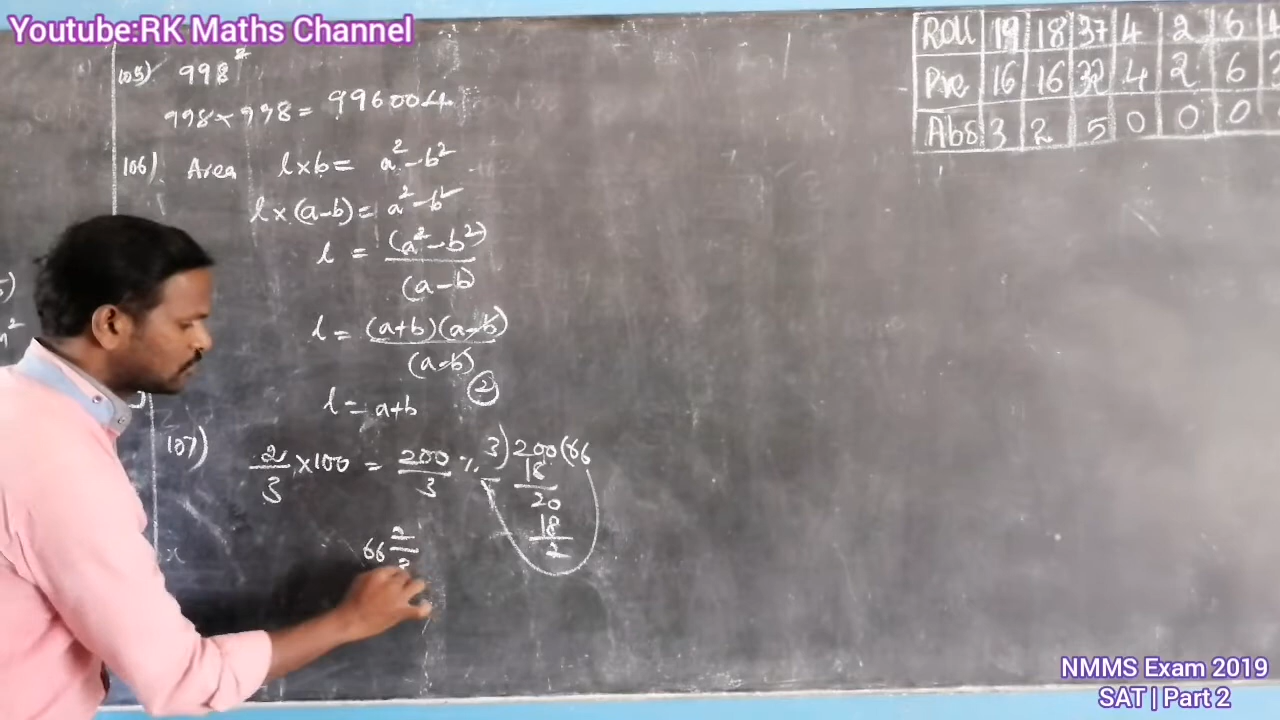 Youtube:RK Maths Channel
105) 998²
998 × 998 = 996004
106) Area l×b = a² - b²
l × (a-b) = a² - b²
l = (a² - b²) / (a-b)
l = (a+b)(a-b) / (a-b)
l = a+b (2)
107) 2/3 × 100 = 200/3 %
3) 200 (66
18
20
18
2
66 2/3
Roll 19 18 37 4 2 6
Pre 16 16 32 4 2 6
Abs 3 2 5 0 0 0
NMMS Exam 2019
SAT | Part 2